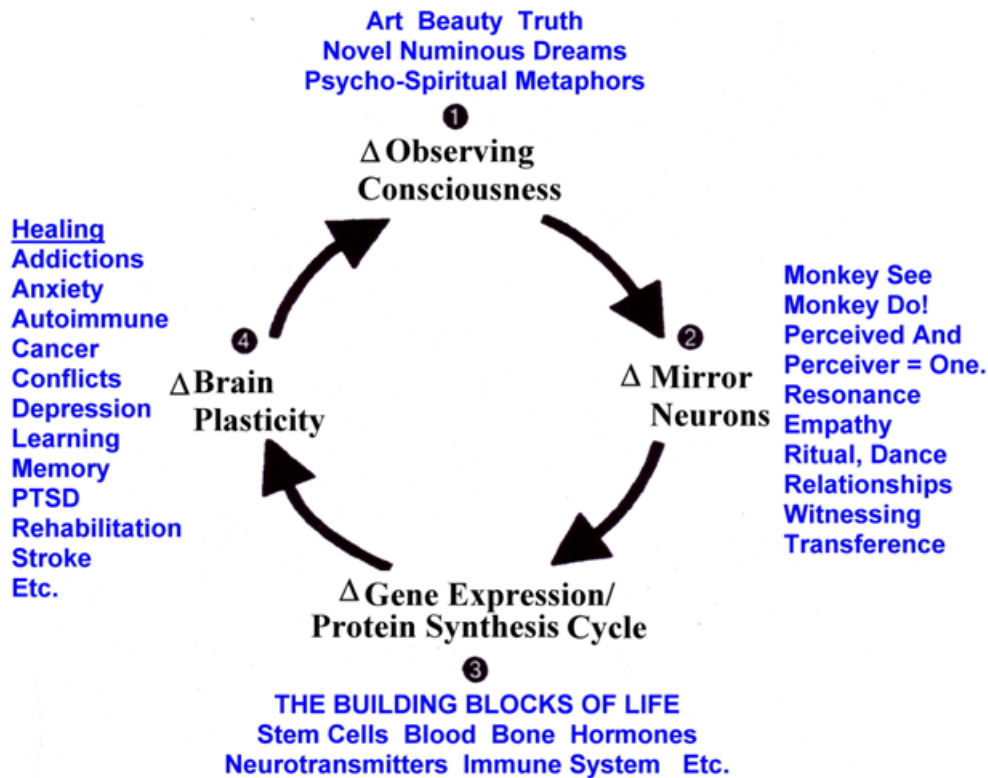 Art Beauty Truth
Novel Numinous Dreams
Psycho-Spiritual Metaphors
1
Δ Observing
Consciousness
2
Δ Mirror
Neurons
Monkey See
Monkey Do!
Perceived And
Perceiver = One.
Resonance
Empathy
Ritual, Dance
Relationships
Witnessing
Transference
Δ Gene Expression/
Protein Synthesis Cycle
3
THE BUILDING BLOCKS OF LIFE
Stem Cells Blood Bone Hormones
Neurotransmitters Immune System Etc.
4
Δ Brain
Plasticity
Healing
Addictions
Anxiety
Autoimmune
Cancer
Conflicts
Depression
Learning
Memory
PTSD
Rehabilitation
Stroke
Etc.